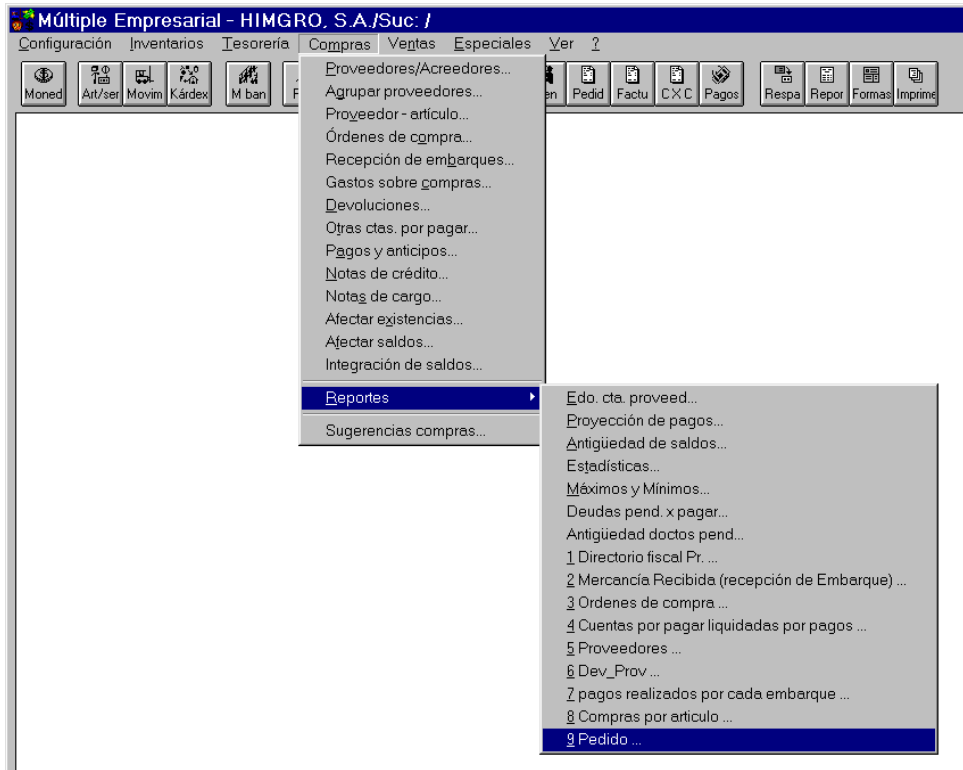 Múltiple Empresarial - HIMGRO, S.A./Suc: /
Configuración Inventarios Tesorería Compras Ventas Especiales Ver ?
Moned Art/ser Movim Kárdex M ban Pedid Factu C X C Pagos Respa Repor Formas Imprime
Proveedores/Acreedores...
Agrupar proveedores...
Proveedor - artículo...
Órdenes de compra...
Recepción de embarques...
Gastos sobre compras...
Devoluciones...
Otras ctas. por pagar...
Pagos y anticipos...
Notas de crédito...
Notas de cargo...
Afectar existencias...
Afectar saldos...
Integración de saldos...
Reportes
Sugerencias compras...
Edo. cta. proveed...
Proyección de pagos...
Antigüedad de saldos...
Estadísticas...
Máximos y Mínimos...
Deudas pend. x pagar...
Antigüedad doctos pend...
1 Directorio fiscal Pr. ...
2 Mercancía Recibida (recepción de Embarque) ...
3 Ordenes de compra ...
4 Cuentas por pagar liquidadas por pagos ...
5 Proveedores ...
6 Dev_Prov ...
7 pagos realizados por cada embarque ...
8 Compras por articulo ...
9 Pedido ...